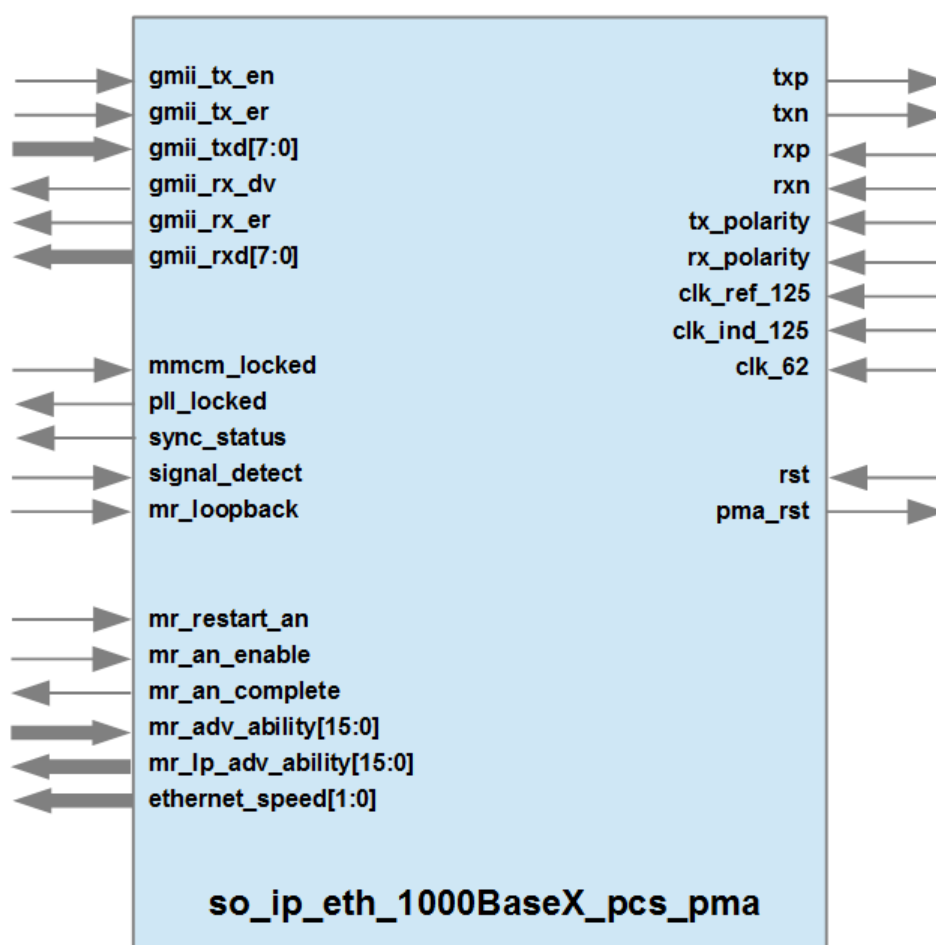 gmii_tx_en
gmii_tx_er
gmii_txd[7:0]
gmii_rx_dv
gmii_rx_er
gmii_rxd[7:0]
mmcm_locked
pll_locked
sync_status
signal_detect
mr_loopback
mr_restart_an
mr_an_enable
mr_an_complete
mr_adv_ability[15:0]
mr_lp_adv_ability[15:0]
ethernet_speed[1:0]
txp
txn
rxp
rxn
tx_polarity
rx_polarity
clk_ref_125
clk_ind_125
clk_62
rst
pma_rst
so_ip_eth_1000BaseX_pcs_pma